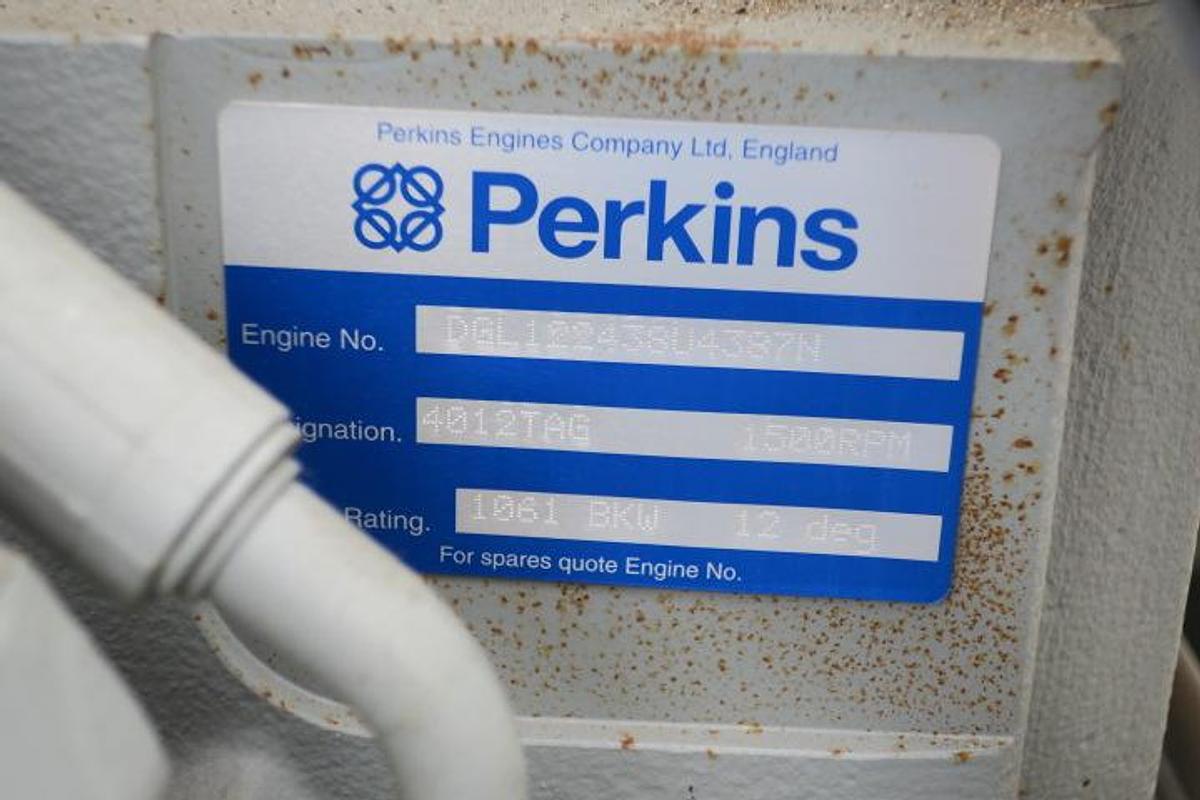 Perkins Engines Company Ltd, England
Perkins
Engine No. DGL122438U4387N
ignation. 4012TAG 1500RPM
Rating. 1061 BKW 12 deg
For spares quote Engine No.